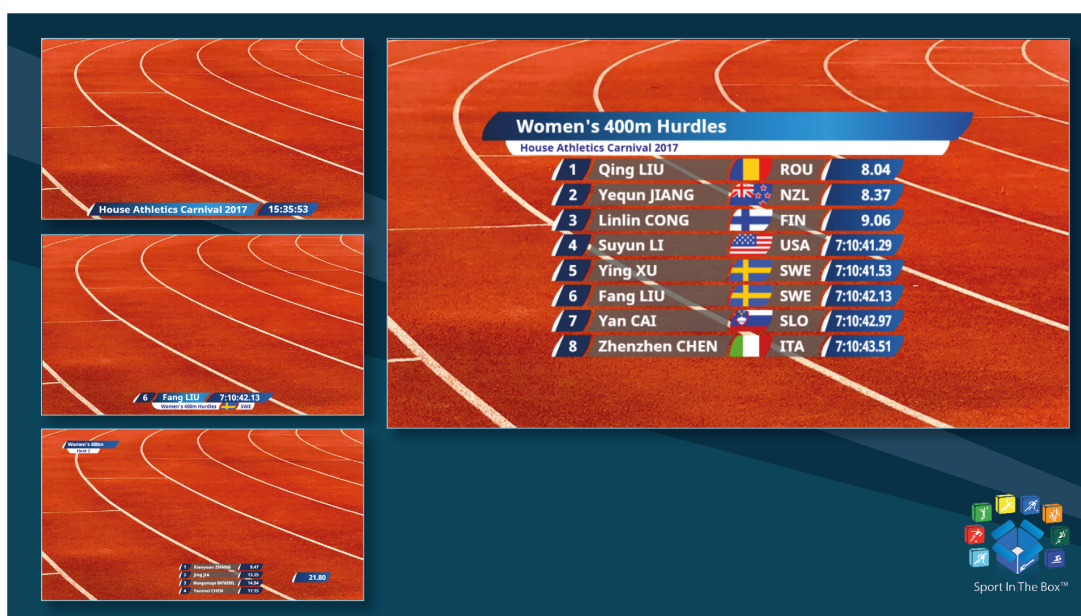 House Athletics Carnival 2017 15:35:53
6 Fang LIU 7:10:42.13
Women's 400m Hurdles SWE
Women's 400m
Heat 2
1 Xiaoyuan ZHANG 9.47
2 Jing JIA 13.25
3 BATGEREL 14.54
4 Yanmei CHEN 17.15
21.80
Women's 400m Hurdles
House Athletics Carnival 2017
1 Qing LIU ROU 8.04
2 Yequn JIANG NZL 8.37
3 Linlin CONG FIN 9.06
4 Suyun LI USA 7:10:41.29
5 Ying XU SWE 7:10:41.53
6 Fang LIU SWE 7:10:42.13
7 Yan CAI SLO 7:10:42.97
8 Zhenzhen CHEN ITA 7:10:43.51
Sport In The Box™